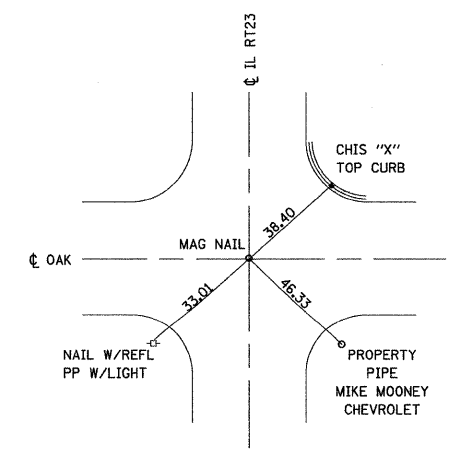 ℄ IL RT23
CHIS "X"
TOP CURB
38.40
MAG NAIL
℄ OAK
33.01
46.33
NAIL W/REFL
PP W/LIGHT
PROPERTY
PIPE
MIKE MOONEY
CHEVROLET